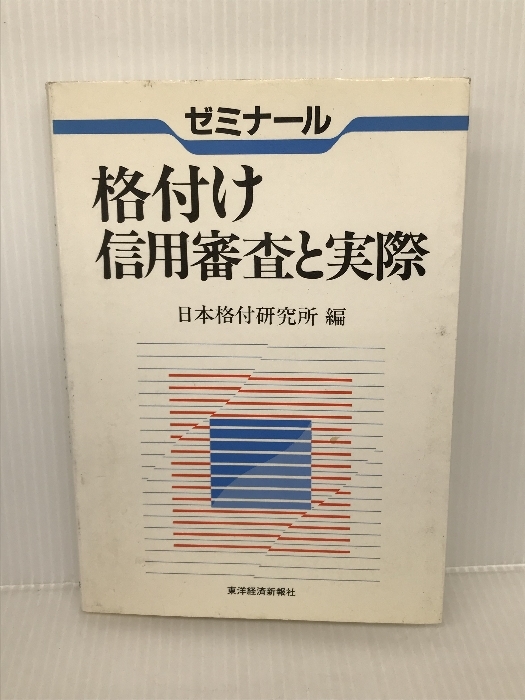 ゼミナール
格付け
信用審査と実際
日本格付研究所 編
東洋経済新報社